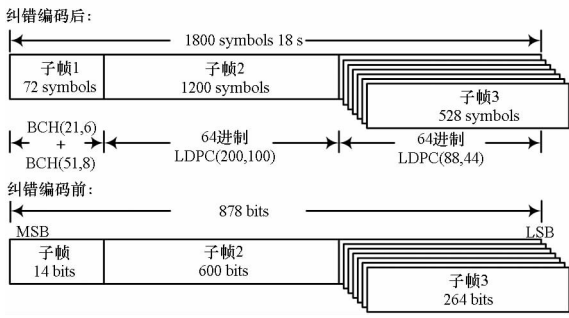 纠错编码后:
1800 symbols 18 s
子帧1
72 symbols
子帧2
1200 symbols
子帧3
528 symbols
BCH(21,6)
+
BCH(51,8)
64进制
LDPC(200,100)
64进制
LDPC(88,44)
纠错编码前:
878 bits
MSB
LSB
子帧
14 bits
子帧2
600 bits
子帧3
264 bits